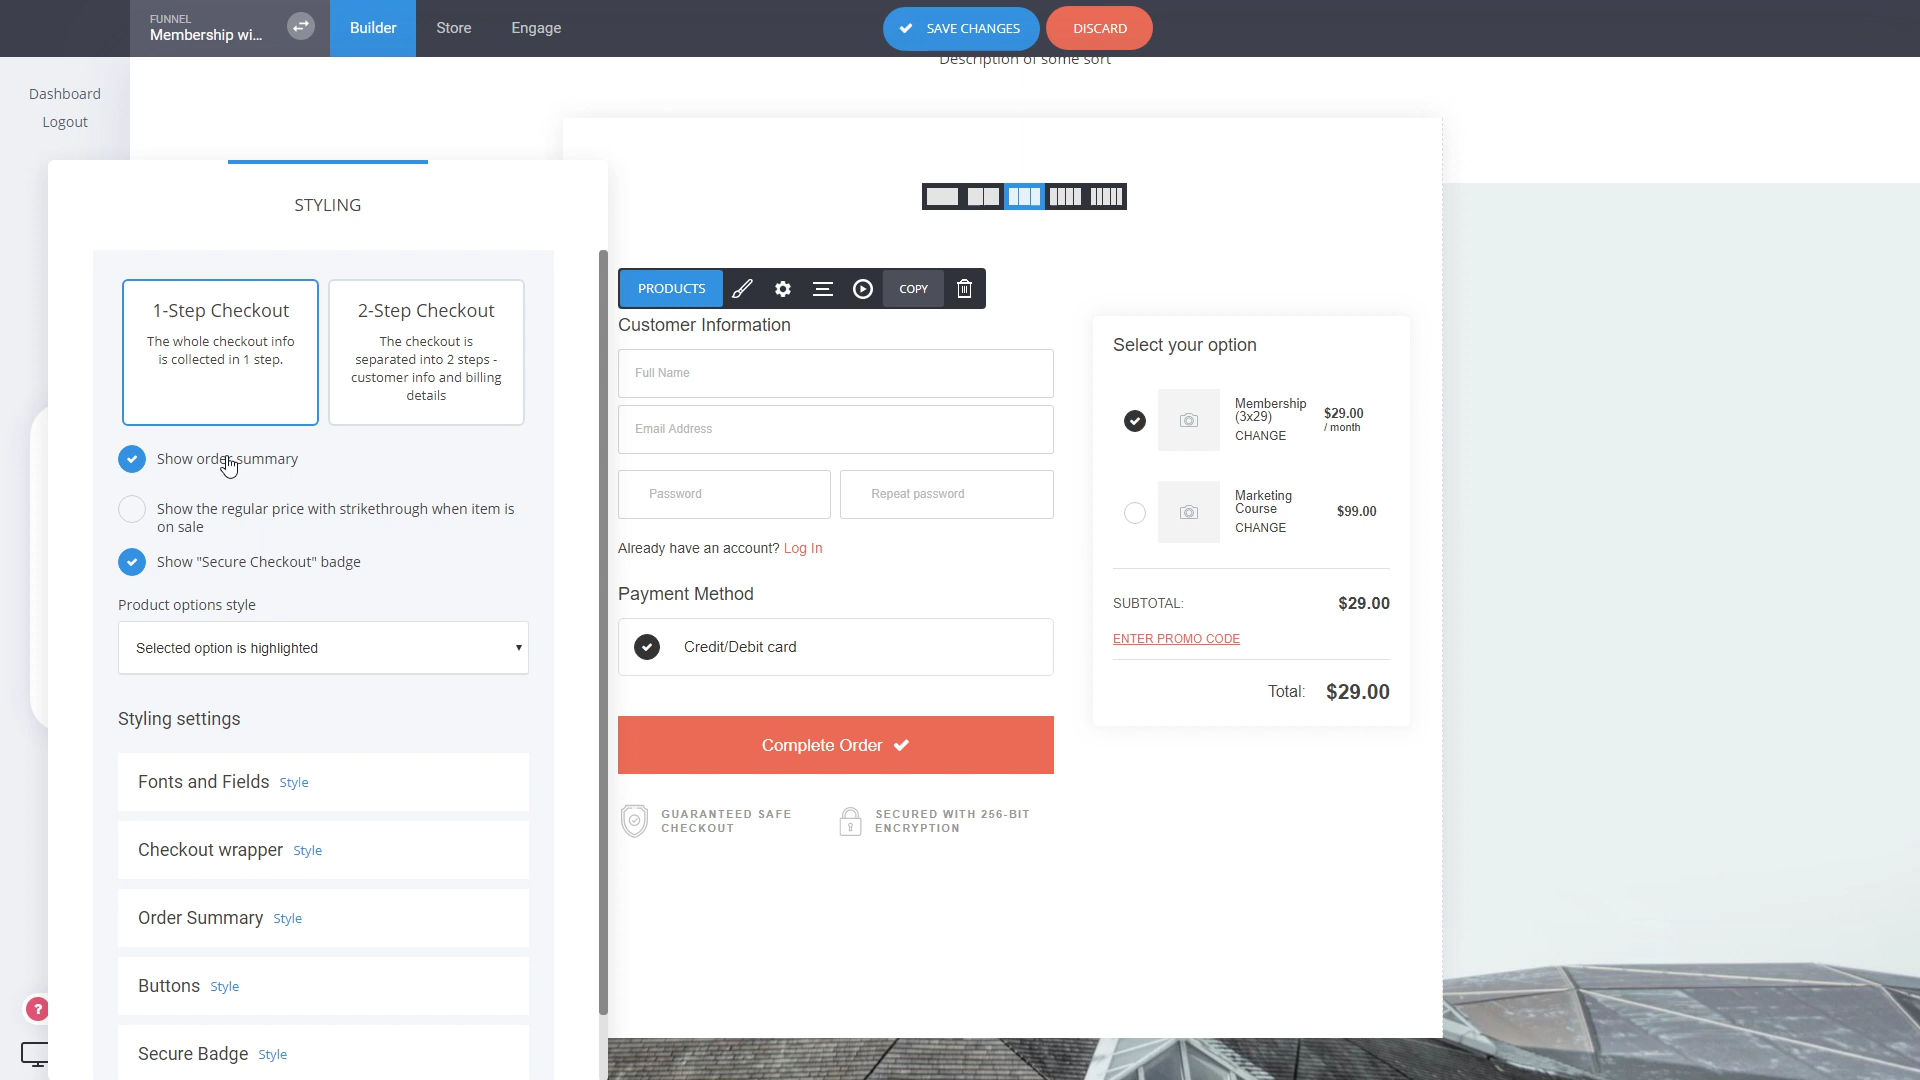 FUNNEL
Membership wi...
Builder
Store
Engage
SAVE CHANGES
DISCARD
Description of some sort
Dashboard
Logout
STYLING
1-Step Checkout
The whole checkout info
is collected in 1 step.
2-Step Checkout
The checkout is
separated into 2 steps -
customer info and billing
details
Show order summary
Show the regular price with strikethrough when item is
on sale
Show "Secure Checkout" badge
Product options style
Selected option is highlighted
Styling settings
Fonts and Fields Style
Checkout wrapper Style
Order Summary Style
Buttons Style
Secure Badge Style
?
PRODUCTS
COPY
Customer Information
Full Name
Email Address
Password
Repeat password
Already have an account? Log In
Payment Method
Credit/Debit card
Complete Order
GUARANTEED SAFE
CHECKOUT
SECURED WITH 256-BIT
ENCRYPTION
Select your option
Membership
(3x29)
CHANGE
$29.00
/ month
Marketing
Course
CHANGE
$99.00
SUBTOTAL:
$29.00
ENTER PROMO CODE
Total:
$29.00